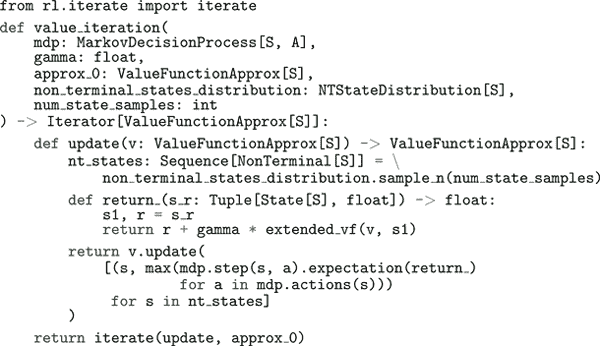 from rl.iterate import iterate
def value_iteration(
    mdp: MarkovDecisionProcess[S, A],
    gamma: float,
    approx_0: ValueFunctionApprox[S],
    non_terminal_states_distribution: NTStateDistribution[S],
    num_state_samples: int
) -> Iterator[ValueFunctionApprox[S]]:
    def update(v: ValueFunctionApprox[S]) -> ValueFunctionApprox[S]:
        nt_states: Sequence[NonTerminal[S]] = \
            non_terminal_states_distribution.sample_n(num_state_samples)
        def return_(s_r: Tuple[State[S], float]) -> float:
            s1, r = s_r
            return r + gamma * extended_vf(v, s1)
        return v.update(
            [(s, max(mdp.step(s, a).expectation(return_)
                     for a in mdp.actions(s)))
             for s in nt_states]
        )
    return iterate(update, approx_0)